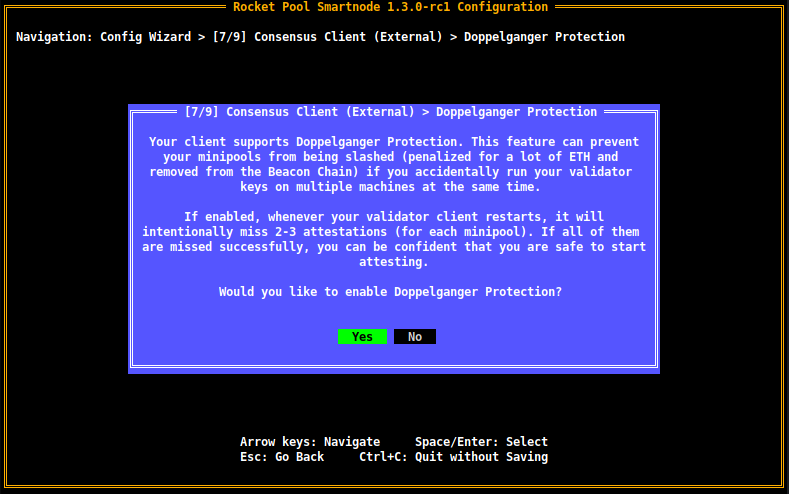 Rocket Pool Smartnode 1.3.0-rc1 Configuration
Navigation: Config Wizard > [7/9] Consensus Client (External) > Doppelganger Protection
[7/9] Consensus Client (External) > Doppelganger Protection
Your client supports Doppelganger Protection. This feature can prevent
your minipools from being slashed (penalized for a lot of ETH and
removed from the Beacon Chain) if you accidentally run your validator
keys on multiple machines at the same time.
If enabled, whenever your validator client restarts, it will
intentionally miss 2-3 attestations (for each minipool). If all of them
are missed successfully, you can be confident that you are safe to start
attesting.
Would you like to enable Doppelganger Protection?
Yes No
Arrow keys: Navigate Space/Enter: Select
Esc: Go Back Ctrl+C: Quit without Saving